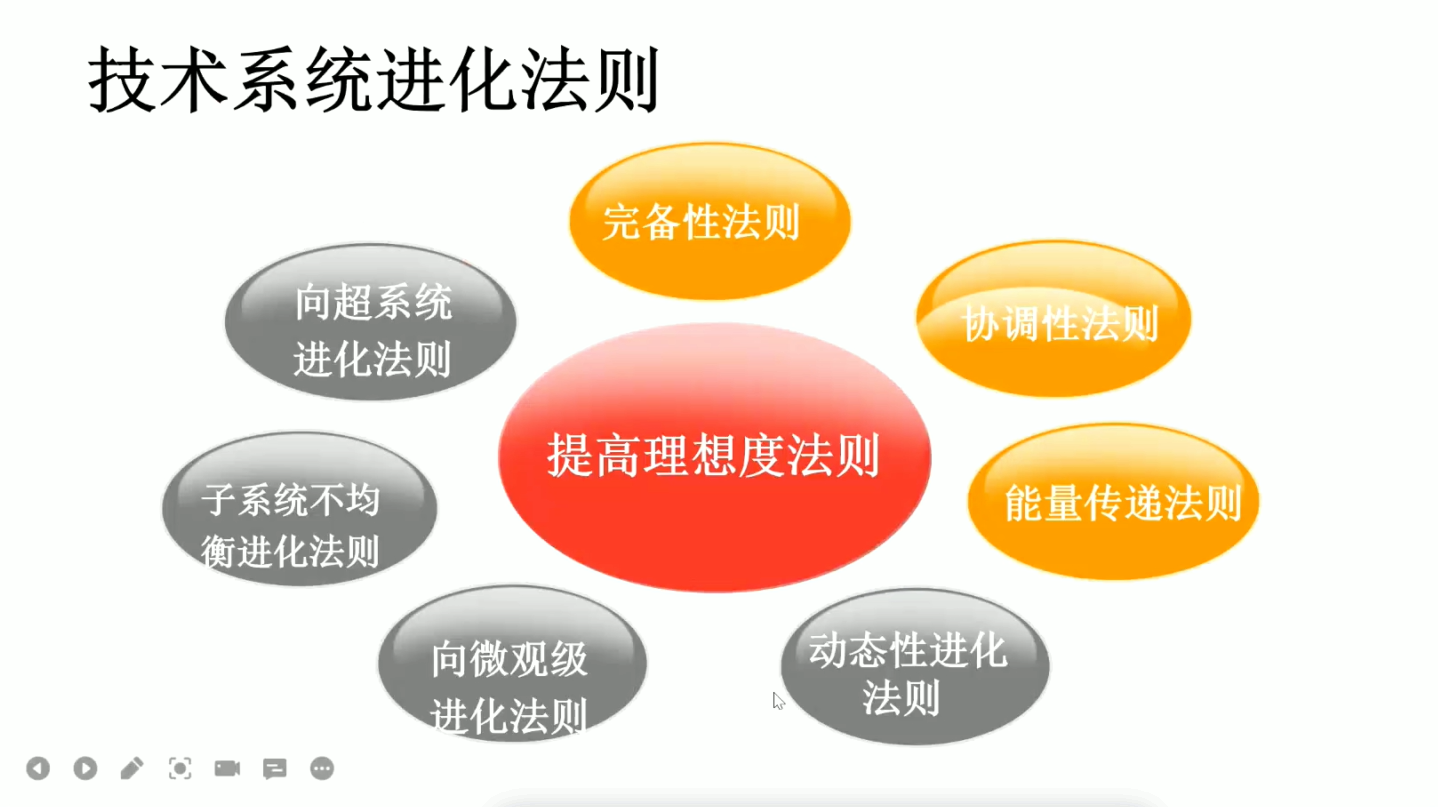 技术系统进化法则
完备性法则
向超系统
进化法则
协调性法则
提高理想度法则
子系统不均
衡进化法则
能量传递法则
向微观级
进化法则
动态性进化
法则